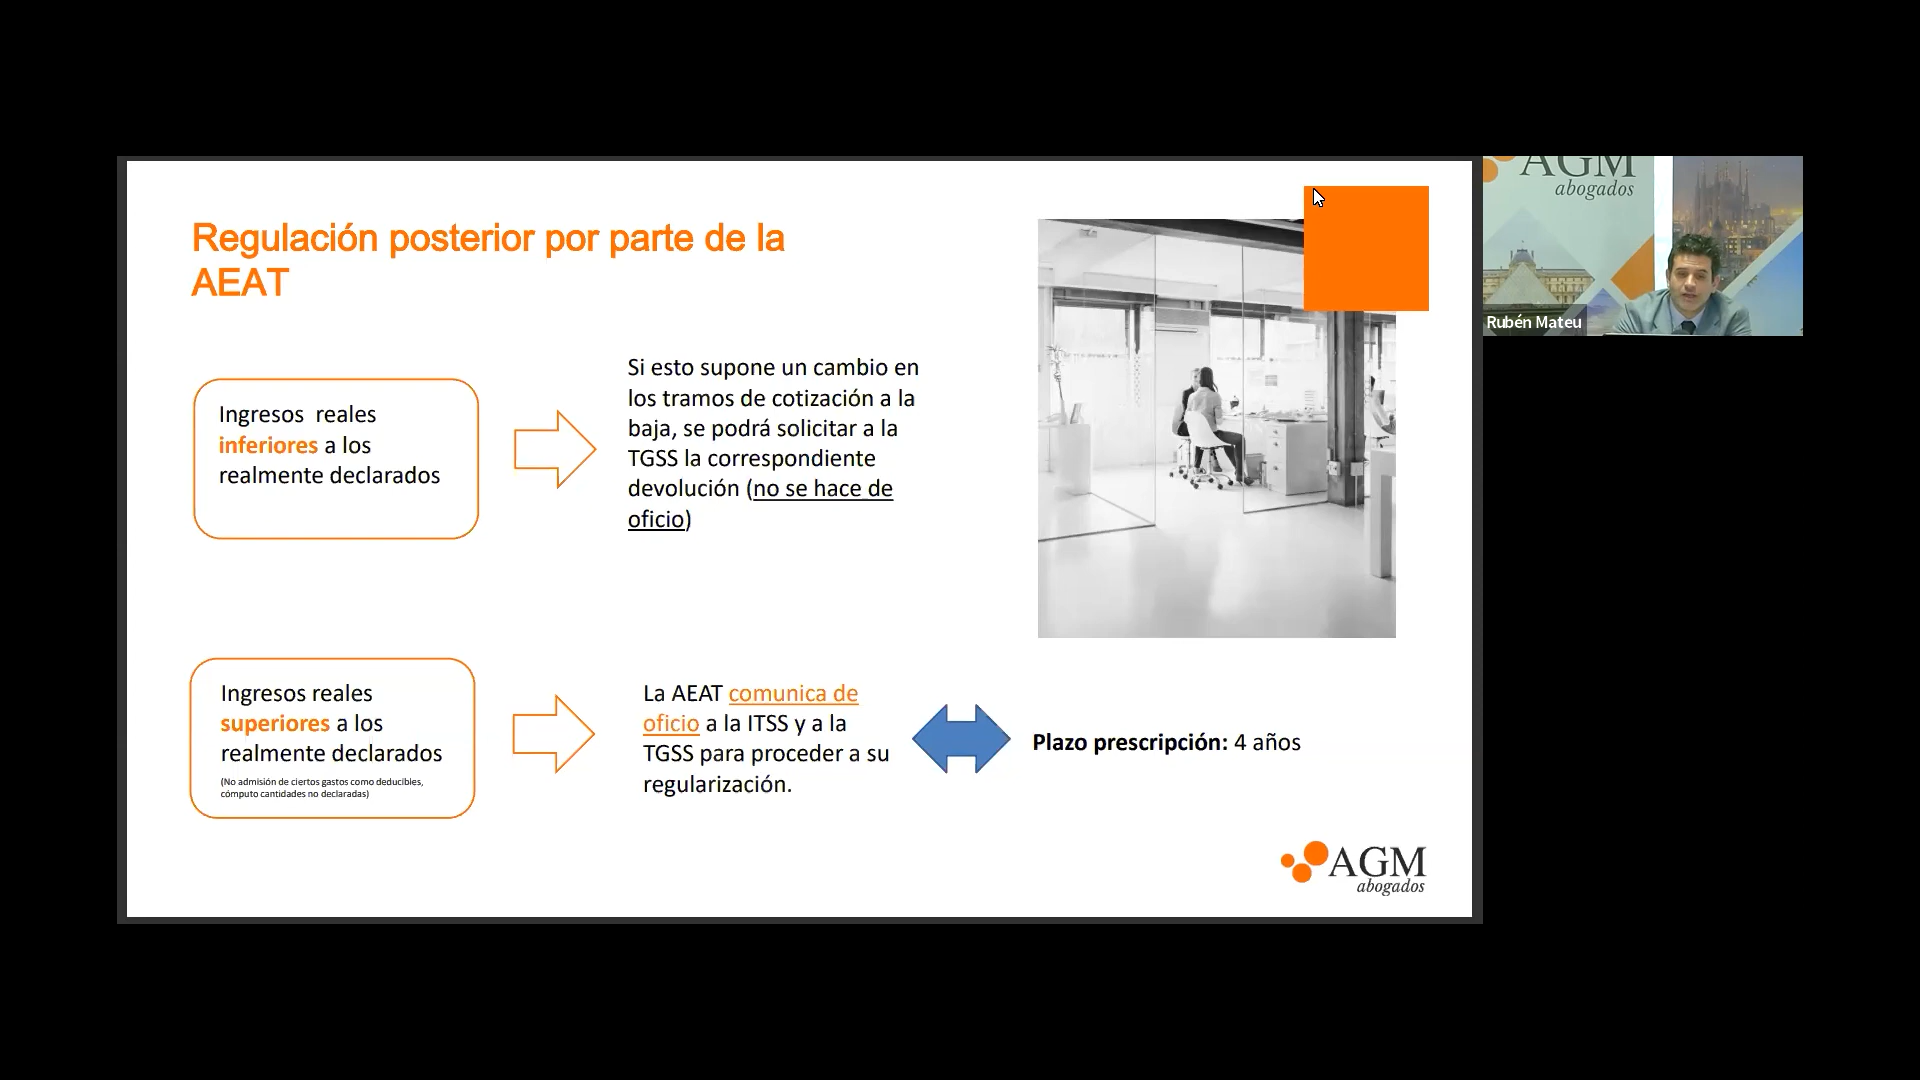 Regulación posterior por parte de la
AEAT
Ingresos reales
inferiores a los
realmente declarados
Si esto supone un cambio en
los tramos de cotización a la
baja, se podrá solicitar a la
TGSS la correspondiente
devolución (no se hace de
oficio)
Ingresos reales
superiores a los
realmente declarados
(No admisión de ciertos gastos como deducibles,
cómputo cantidades no declaradas)
La AEAT comunica de
oficio a la ITSS y a la
TGSS para proceder a su
regularización.
Plazo prescripción: 4 años
AGM
abogados
AGM
abogados
Rubén Mateu